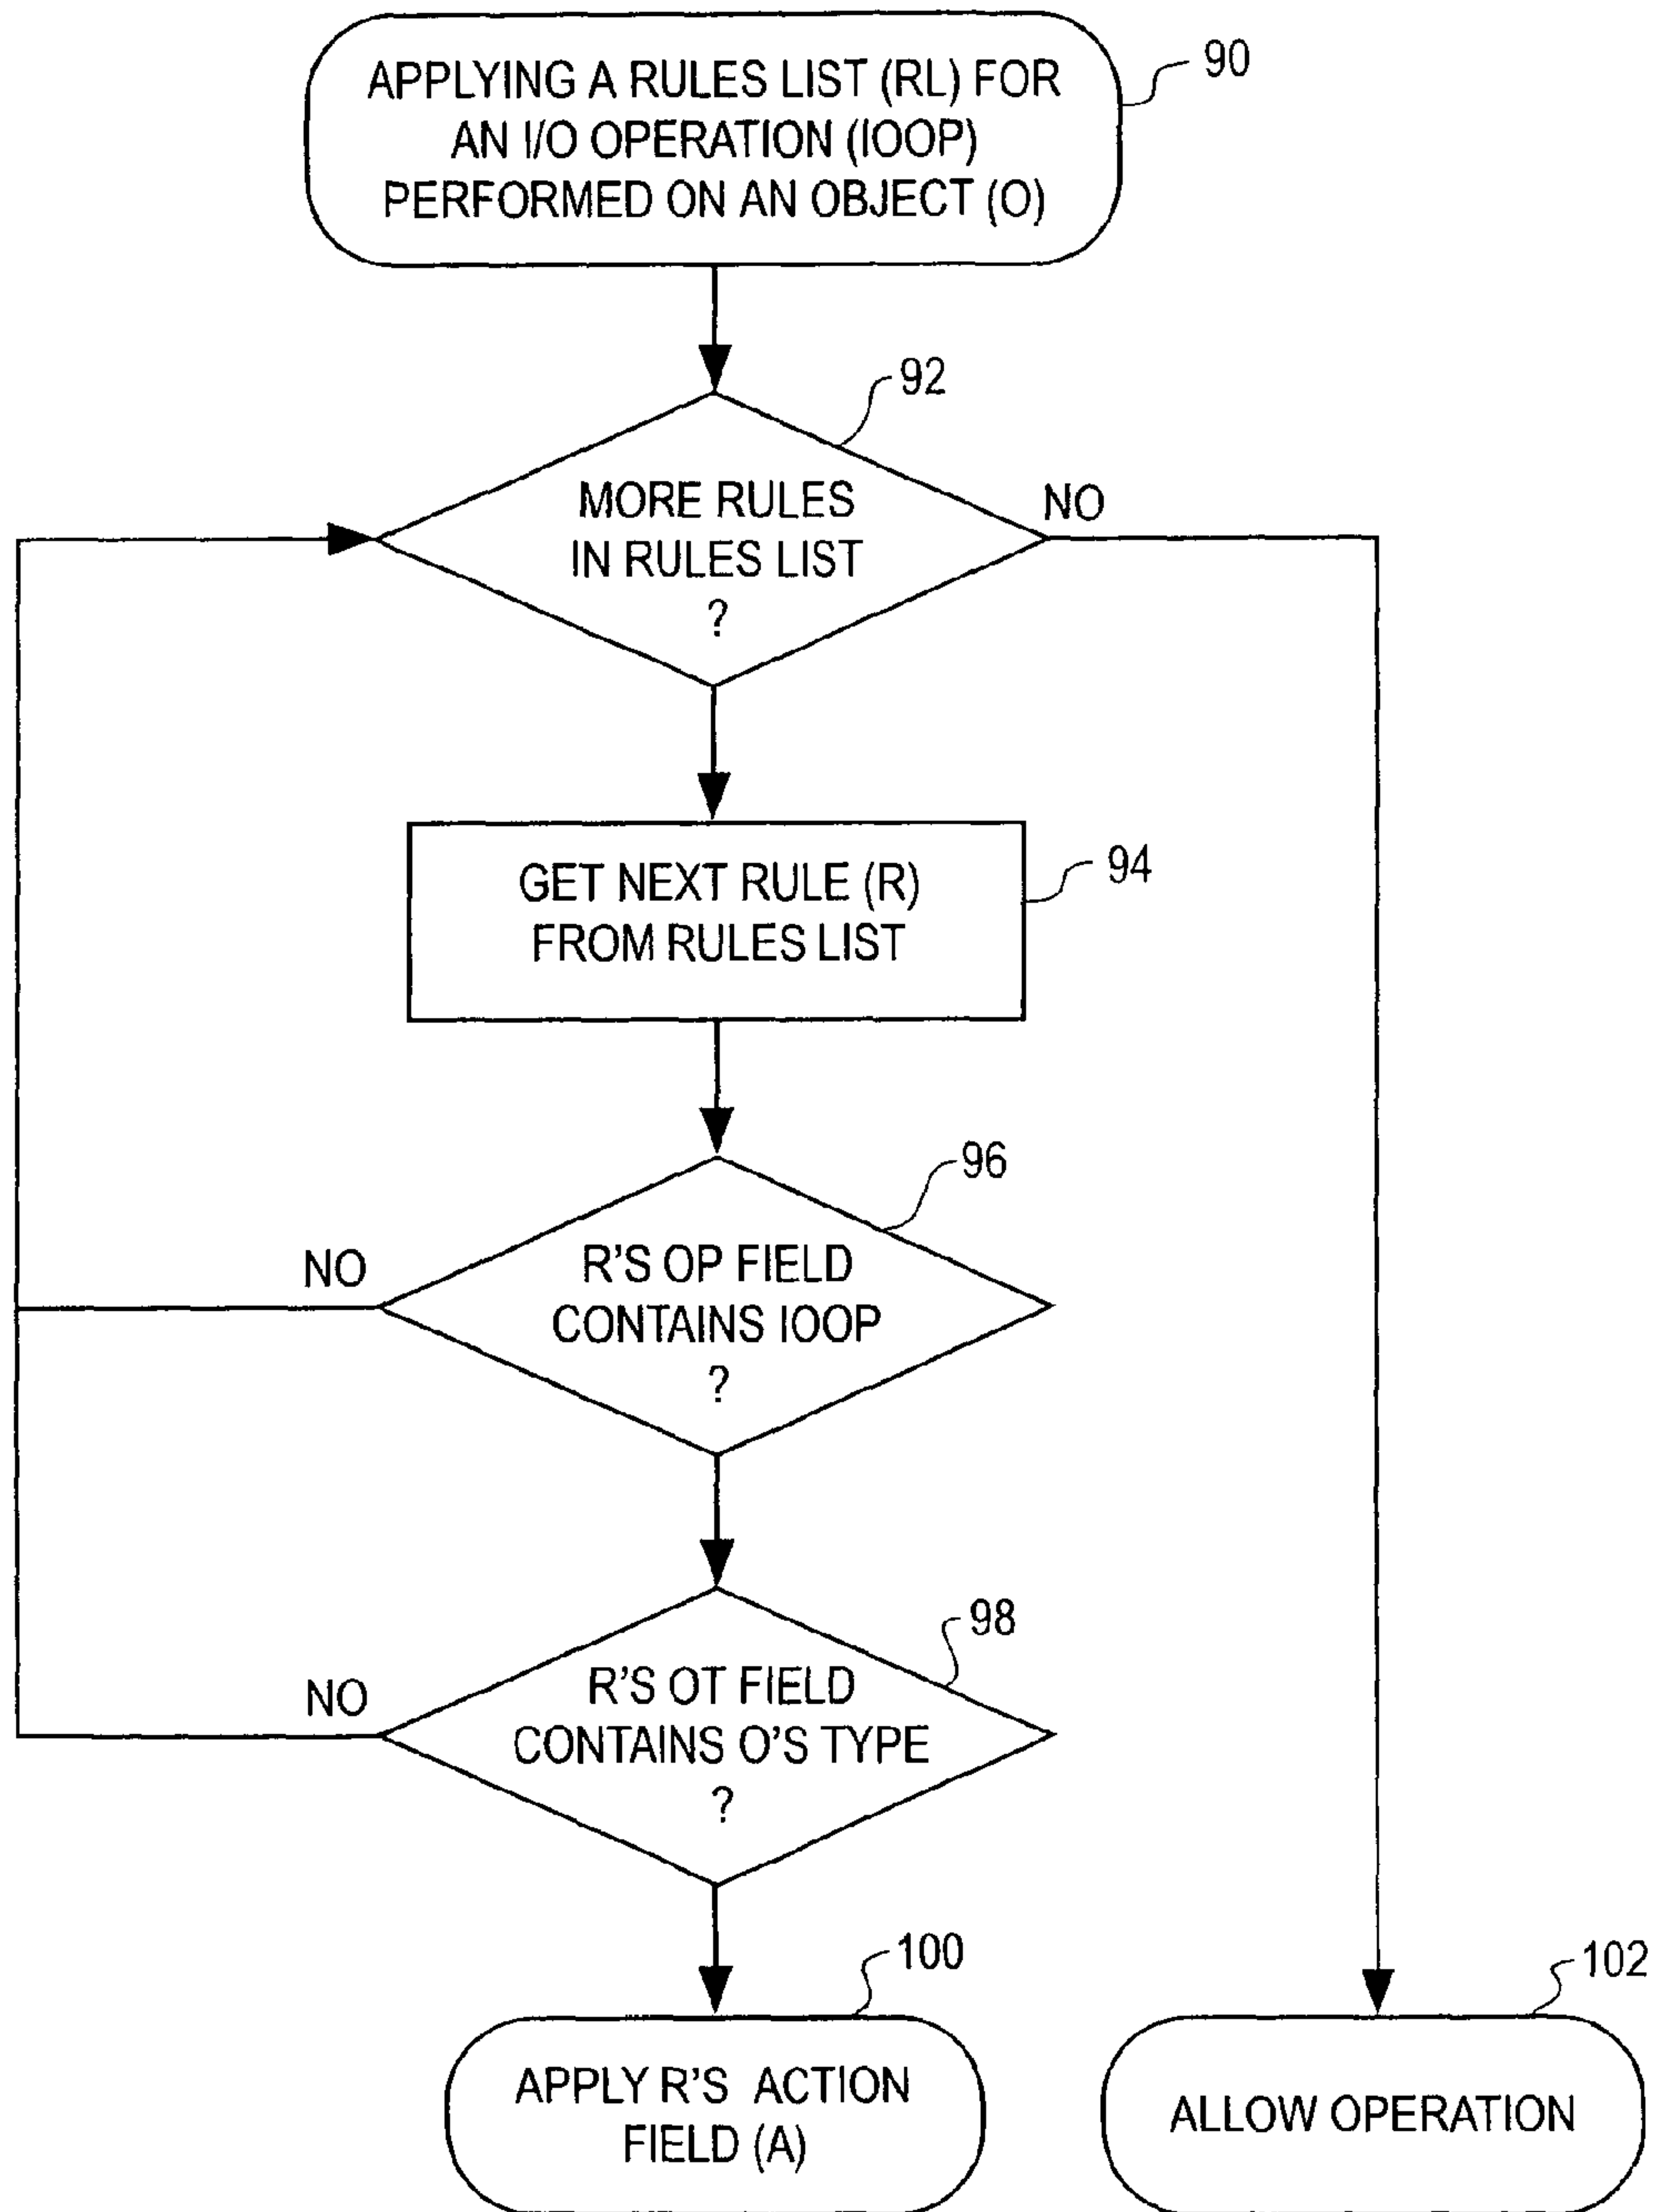 APPLYING A RULES LIST (RL) FOR
AN I/O OPERATION (IOOP)
PERFORMED ON AN OBJECT (O)
90
92
MORE RULES
IN RULES LIST
?
NO
GET NEXT RULE (R)
FROM RULES LIST
94
96
R'S OP FIELD
CONTAINS IOOP
?
NO
98
R'S OT FIELD
CONTAINS O'S TYPE
?
NO
100
APPLY R'S ACTION
FIELD (A)
102
ALLOW OPERATION